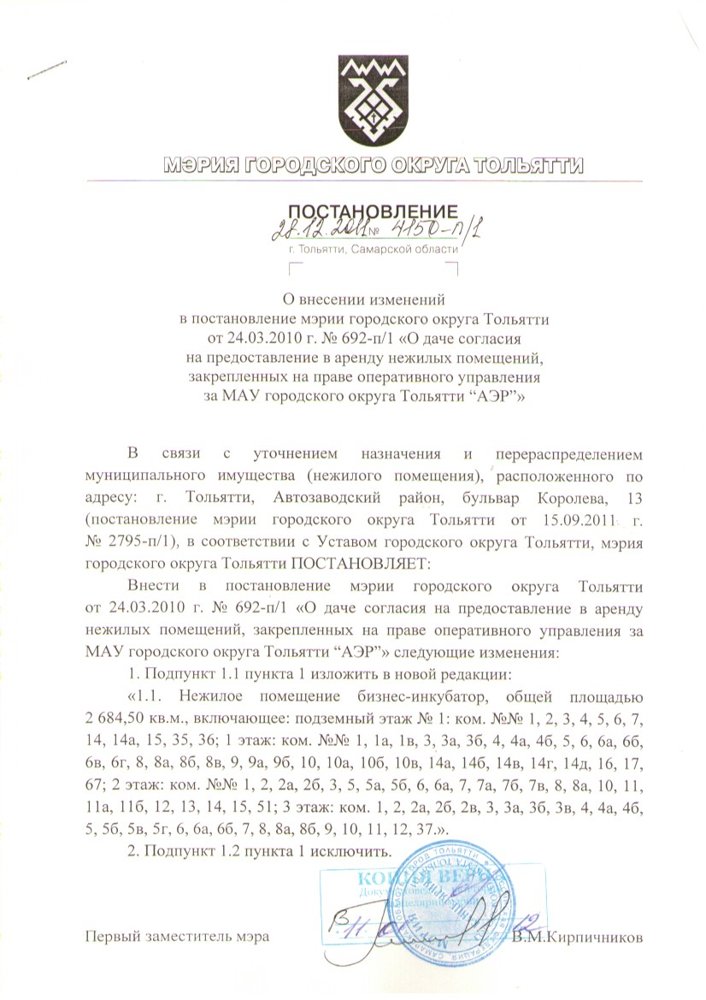 МЭРИЯ ГОРОДСКОГО ОКРУГА ТОЛЬЯТТИ
ПОСТАНОВЛЕНИЕ
28.12.2011 № 4150-п/1
г. Тольятти, Самарской области
О внесении изменений
в постановление мэрии городского округа Тольятти
от 24.03.2010 г. № 692-п/1 «О даче согласия
на предоставление в аренду нежилых помещений,
закрепленных на праве оперативного управления
за МАУ городского округа Тольятти “АЭР”»
В связи с уточнением назначения и перераспределением
муниципального имущества (нежилого помещения), расположенного по
адресу: г. Тольятти, Автозаводский район, бульвар Королева, 13
(постановление мэрии городского округа Тольятти от 15.09.2011 г.
№ 2795-п/1), в соответствии с Уставом городского округа Тольятти, мэрия
городского округа Тольятти ПОСТАНОВЛЯЕТ:
Внести в постановление мэрии городского округа Тольятти
от 24.03.2010 г. № 692-п/1 «О даче согласия на предоставление в аренду
нежилых помещений, закрепленных на праве оперативного управления за
МАУ городского округа Тольятти “АЭР”» следующие изменения:
1. Подпункт 1.1 пункта 1 изложить в новой редакции:
«1.1. Нежилое помещение бизнес-инкубатор, общей площадью
2 684,50 кв.м., включающее: подземный этаж № 1: ком. №№ 1, 2, 3, 4, 5, 6, 7,
14, 14а, 15, 35, 36; 1 этаж: ком. №№ 1, 1а, 1в, 3, 3а, 3б, 4, 4а, 4б, 5, 6, 6а, 6б,
6в, 6г, 8, 8а, 8б, 8в, 9, 9а, 9б, 10, 10а, 10б, 10в, 14а, 14б, 14в, 14г, 14д, 16, 17,
67; 2 этаж: ком. №№ 1, 2, 2а, 2б, 3, 5, 5а, 5б, 6, 6а, 7, 7а, 7б, 7в, 8, 8а, 10, 11,
11а, 11б, 12, 13, 14, 15, 51; 3 этаж: ком. 1, 2, 2а, 2б, 2в, 3, 3а, 3б, 3в, 4, 4а, 4б,
5, 5б, 5в, 5г, 6, 6а, 6б, 7, 8, 8а, 8б, 9, 10, 11, 12, 37.».
2. Подпункт 1.2 пункта 1 исключить.
КОПИЯ
Первый заместитель мэра В.М.Кирпичников